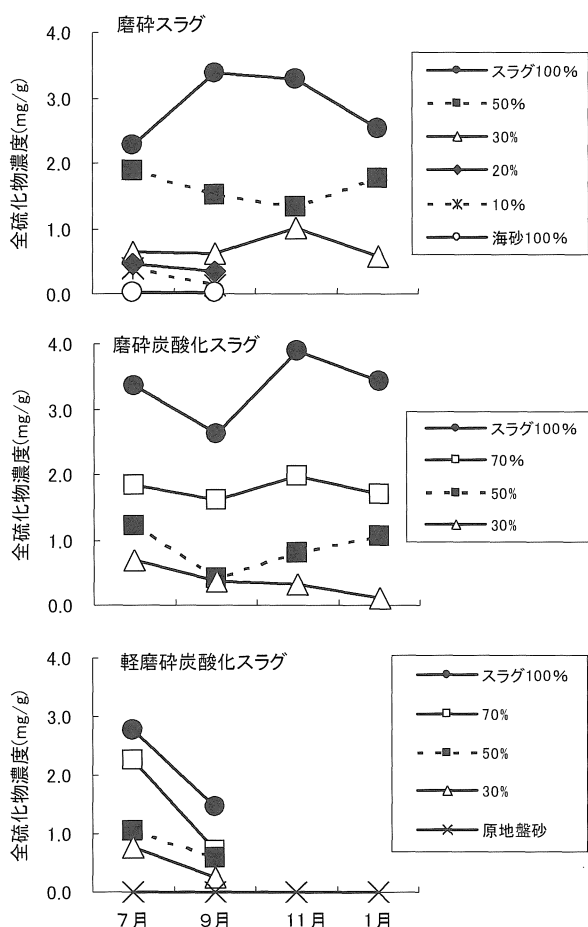 磨砕スラグ
全硫化物濃度(mg/g)
4.0
3.0
2.0
1.0
0.0
スラグ100%
50%
30%
20%
10%
海砂100%
磨砕炭酸化スラグ
全硫化物濃度(mg/g)
4.0
3.0
2.0
1.0
0.0
スラグ100%
70%
50%
30%
軽磨砕炭酸化スラグ
全硫化物濃度(mg/g)
4.0
3.0
2.0
1.0
0.0
7月
9月
11月
1月
スラグ100%
70%
50%
30%
原地盤砂